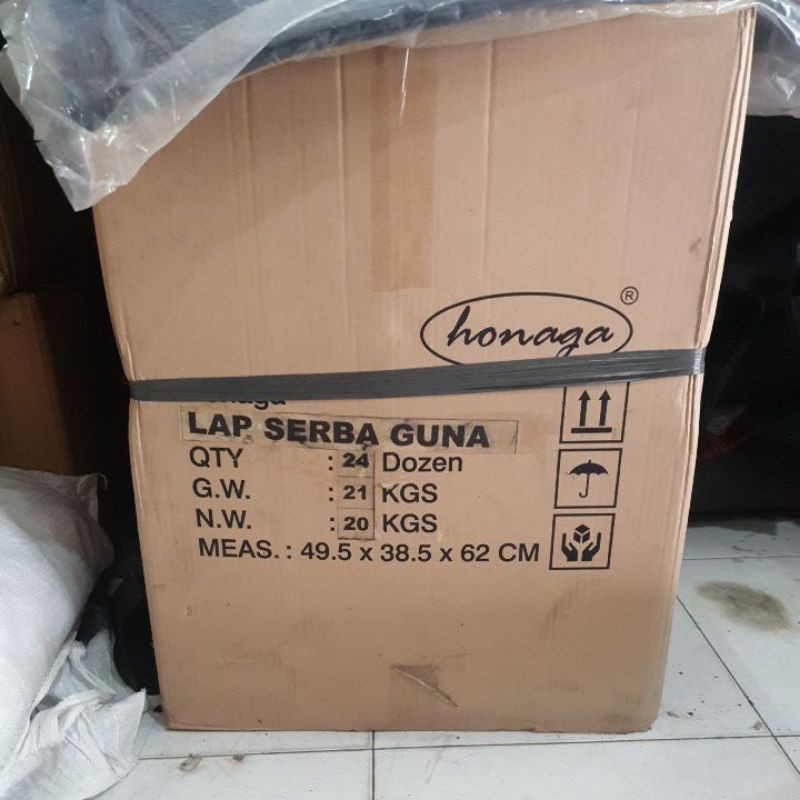 honaga ®
LAP SERBA GUNA
QTY : 24 Dozen
G.W. : 21 KGS
N.W. : 20 KGS
MEAS. : 49.5 x 38.5 x 62 CM